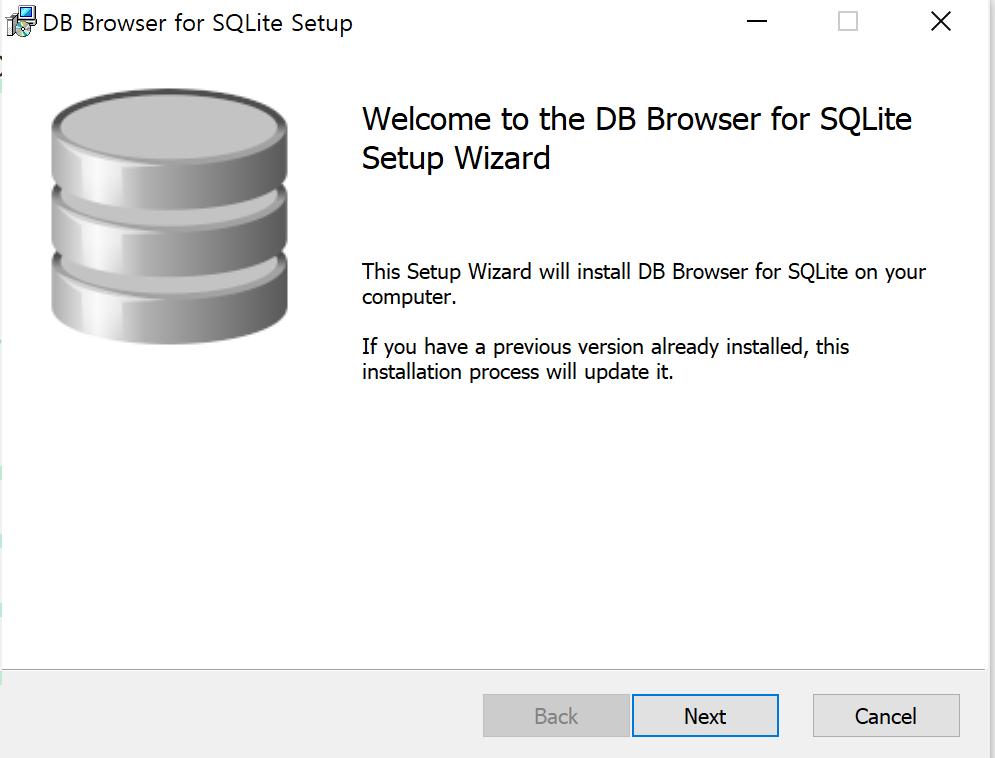 DB Browser for SQLite Setup
Welcome to the DB Browser for SQLite
Setup Wizard
This Setup Wizard will install DB Browser for SQLite on your
computer.
If you have a previous version already installed, this
installation process will update it.
Back
Next
Cancel